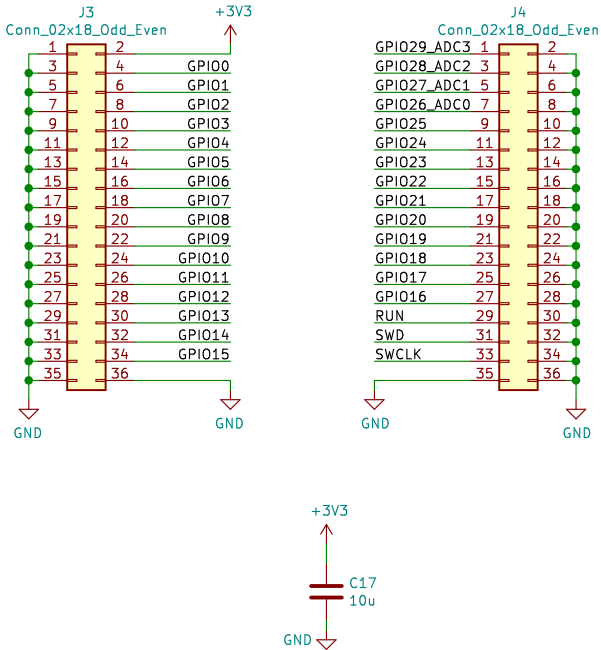 J3
Conn_02x18_Odd_Even
+3V3
1 2
3 4 GPIO0
5 6 GPIO1
7 8 GPIO2
9 10 GPIO3
11 12 GPIO4
13 14 GPIO5
15 16 GPIO6
17 18 GPIO7
19 20 GPIO8
21 22 GPIO9
23 24 GPIO10
25 26 GPIO11
27 28 GPIO12
29 30 GPIO13
31 32 GPIO14
33 34 GPIO15
35 36
GND
GND
J4
Conn_02x18_Odd_Even
GPIO29_ADC3 1 2
GPIO28_ADC2 3 4
GPIO27_ADC1 5 6
GPIO26_ADC0 7 8
GPIO25 9 10
GPIO24 11 12
GPIO23 13 14
GPIO22 15 16
GPIO21 17 18
GPIO20 19 20
GPIO19 21 22
GPIO18 23 24
GPIO17 25 26
GPIO16 27 28
RUN 29 30
SWD 31 32
SWCLK 33 34
35 36
GND
GND
+3V3
C17
10u
GND